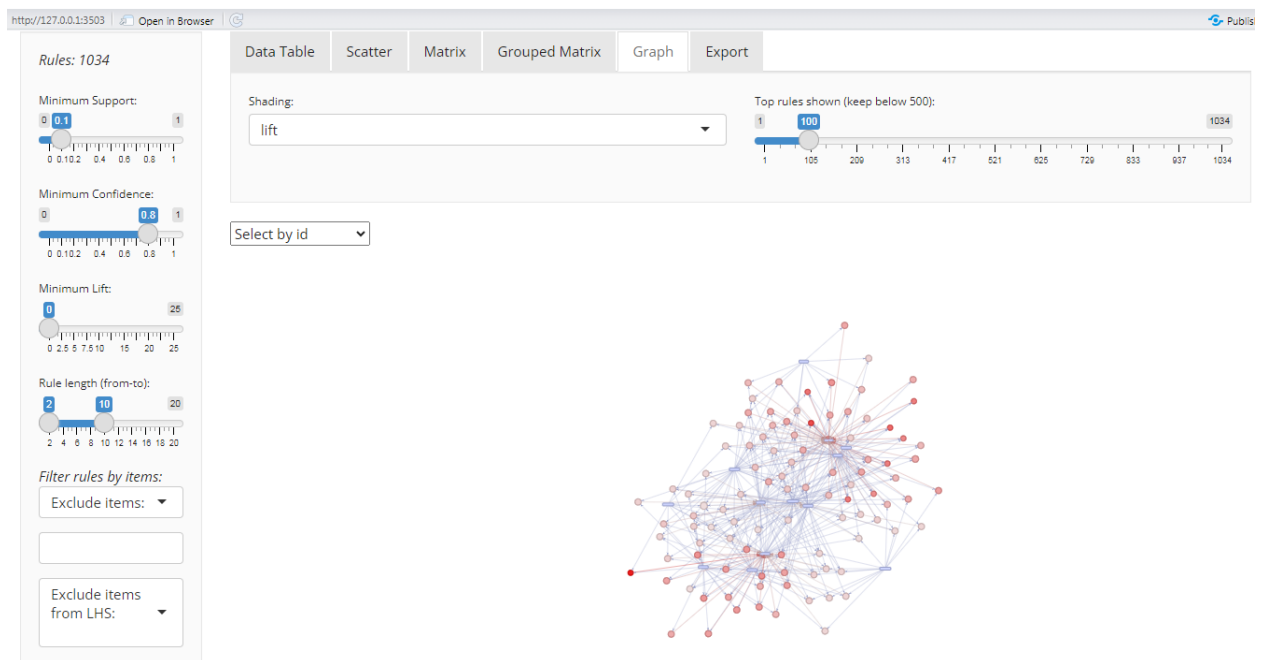 http://127.0.0.1:3503 Open in Browser Publis
Rules: 1034
Minimum Support:
0 0.1 1
0 0.10.2 0.4 0.6 0.8 1
Minimum Confidence:
0 0.8 1
0 0.10.2 0.4 0.6 0.8 1
Minimum Lift:
0 25
0 2.5 5 7.510 15 20 25
Rule length (from-to):
2 10 20
2 4 6 8 10 12 14 16 18 20
Filter rules by items:
Exclude items:
Exclude items
from LHS:
Data Table Scatter Matrix Grouped Matrix Graph Export
Shading:
lift
Top rules shown (keep below 500):
1 100 1034
1 105 209 313 417 521 625 729 833 937 1034
Select by id